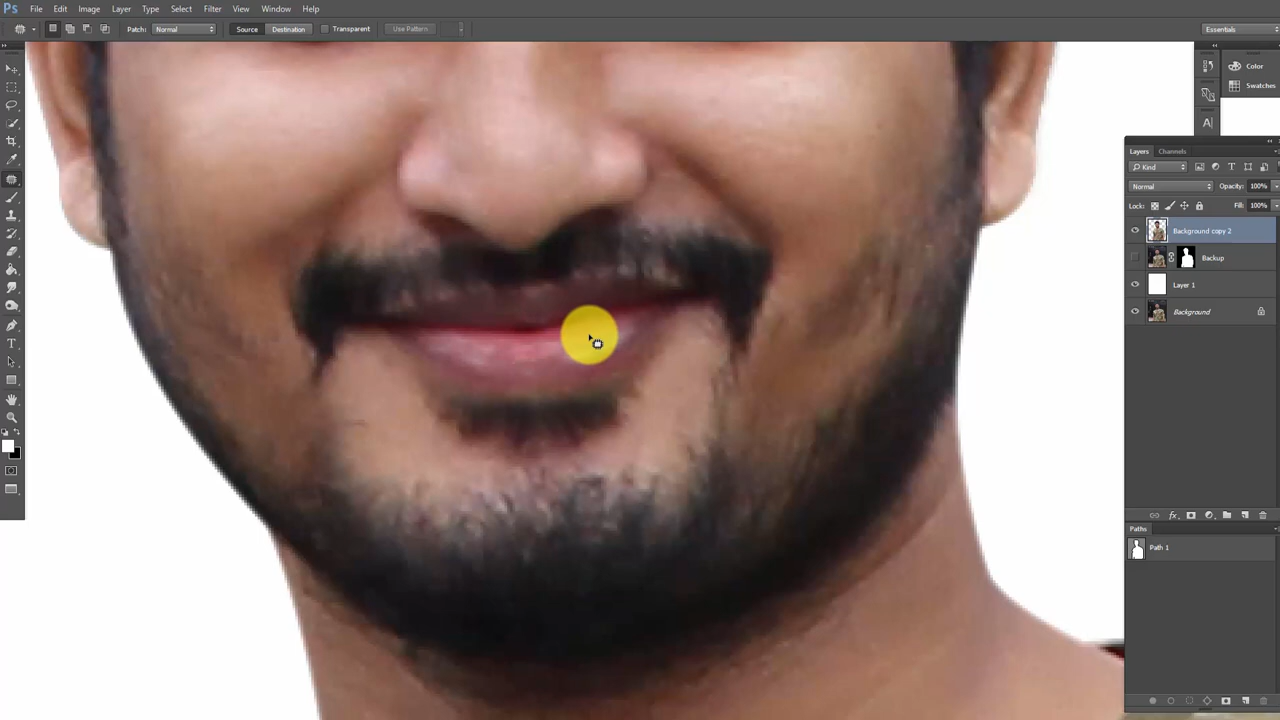 Ps File Edit Image Layer Type Select Filter View Window Help
Patch: Normal Source Destination Transparent Use Pattern Essentials
Color
Swatches
A
Layers Channels
Kind T
Normal Opacity: 100%
Lock: Fill: 100%
Background copy 2
Backup
Layer 1
Background
fx
Paths
Path 1
T